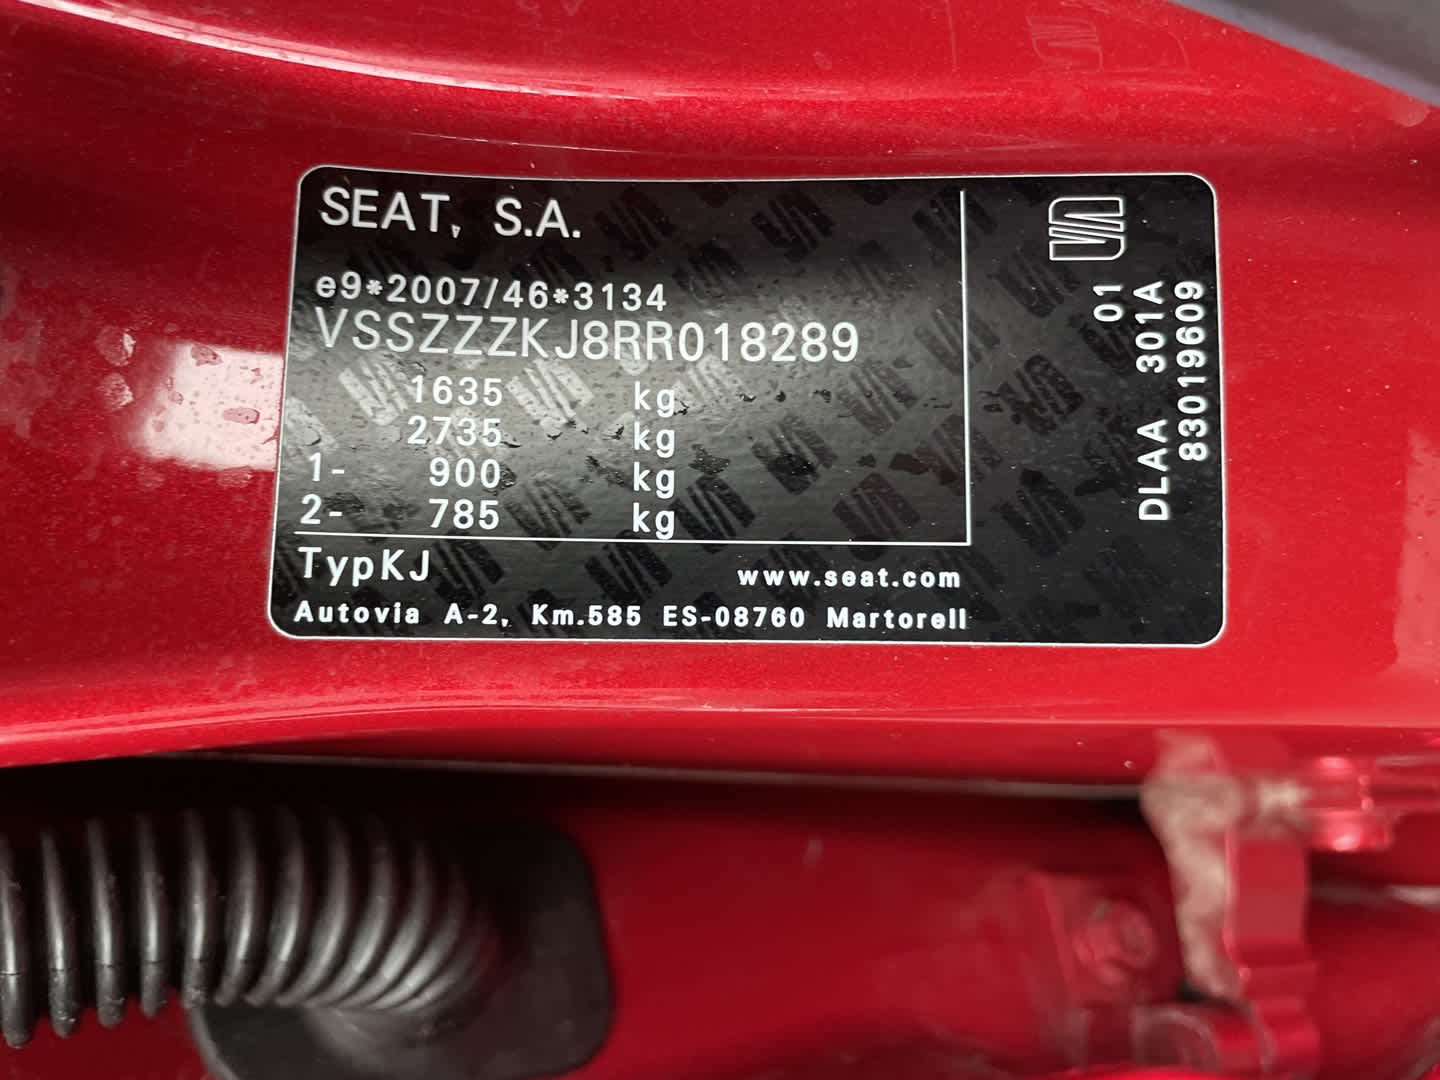 SEAT, S.A.
e9*2007/46*3134
VSSZZZKJ8RR018289
1635 kg
2735 kg
1- 900 kg
2- 785 kg
TypKJ
www.seat.com
Autovia A-2, Km.585 ES-08760 Martorell
01
DLAA 301A
83019609